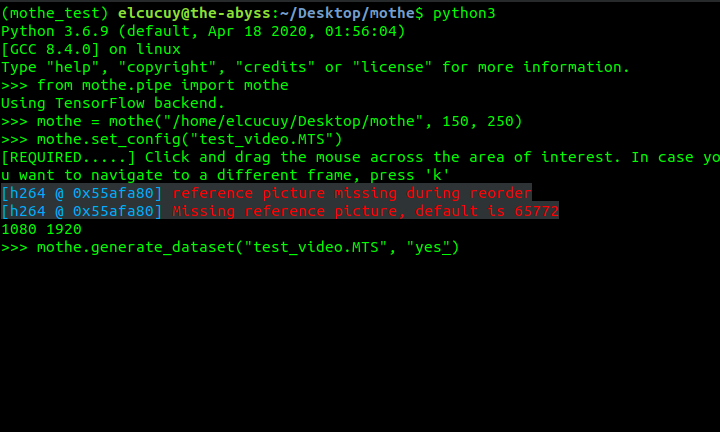 (mothe_test) elcucuy@the-abyss:~/Desktop/mothe$ python3
Python 3.6.9 (default, Apr 18 2020, 01:56:04)
[GCC 8.4.0] on linux
Type "help", "copyright", "credits" or "license" for more information.
>>> from mothe.pipe import mothe
Using TensorFlow backend.
>>> mothe = mothe("/home/elcucuy/Desktop/mothe", 150, 250)
>>> mothe.set_config("test_video.MTS")
[REQUIRED.....] Click and drag the mouse across the area of interest. In case yo
u want to navigate to a different frame, press 'k'
[h264 @ 0x55afa80] reference picture missing during reorder
[h264 @ 0x55afa80] Missing reference picture, default is 65772
1080 1920
>>> mothe.generate_dataset("test_video.MTS", "yes_")